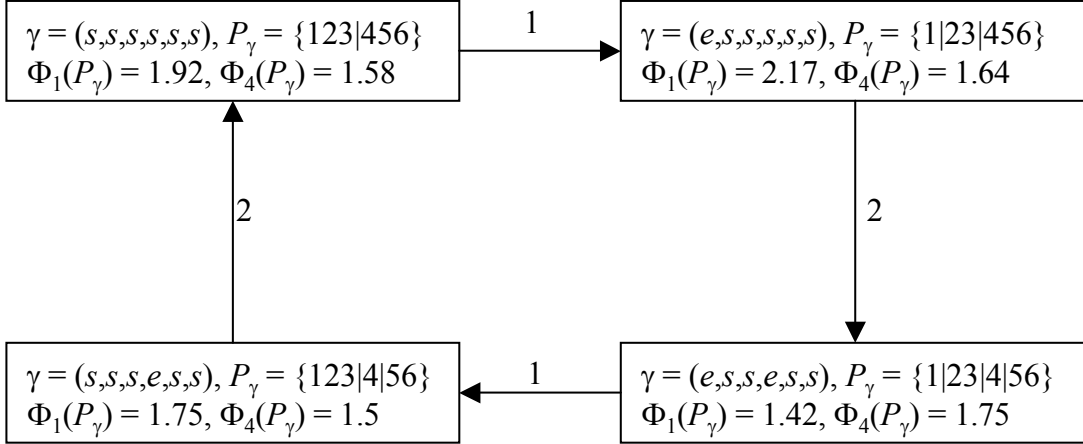 γ = (s,s,s,s,s,s), Pγ = {123|456}
Φ1(Pγ) = 1.92, Φ4(Pγ) = 1.58
1
γ = (e,s,s,s,s,s), Pγ = {1|23|456}
Φ1(Pγ) = 2.17, Φ4(Pγ) = 1.64
2
2
γ = (s,s,s,e,s,s), Pγ = {123|4|56}
Φ1(Pγ) = 1.75, Φ4(Pγ) = 1.5
1
γ = (e,s,s,e,s,s), Pγ = {1|23|4|56}
Φ1(Pγ) = 1.42, Φ4(Pγ) = 1.75